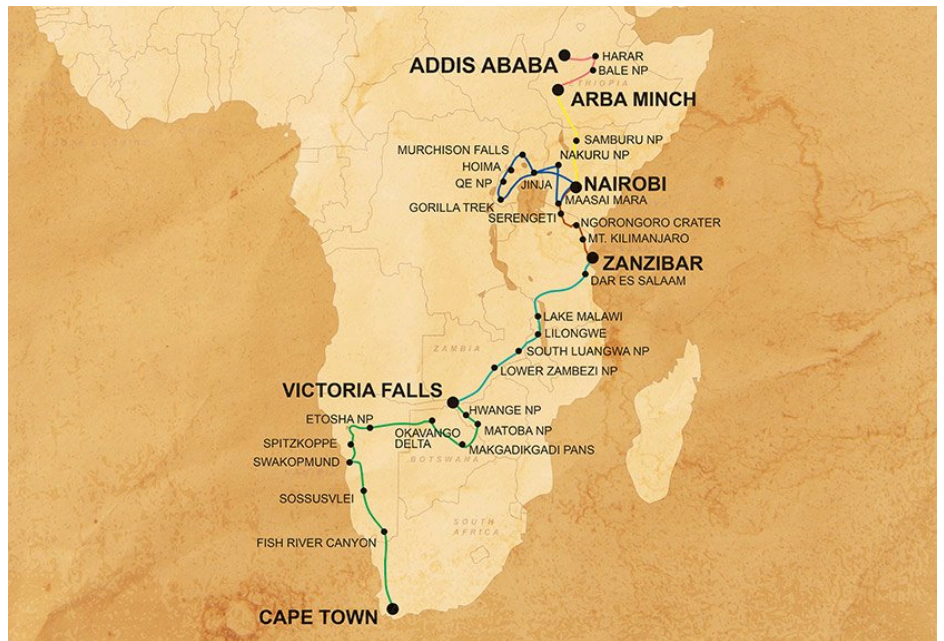 ADDIS ABABA
HARAR
BALE NP
ETHIOPIA
ARBA MINCH
SAMBURU NP
MURCHISON FALLS
NAKURU NP
HOIMA
QE NP
JINJA
NAIROBI
MAASAI MARA
GORILLA TREK
SERENGETI
NGORONGORO CRATER
MT. KILIMANJARO
ZANZIBAR
DAR ES SALAAM
LAKE MALAWI
LILONGWE
ZAMBIA
SOUTH LUANGWA NP
LOWER ZAMBEZI NP
VICTORIA FALLS
HWANGE NP
ETOSHA NP
OKAVANGO
DELTA
MATOBA NP
SPITZKOPPE
MAKGADIKGADI PANS
BOTSWANA
SWAKOPMUND
SOSSUSVLEI
SOUTH
AFRICA
FISH RIVER CANYON
CAPE TOWN